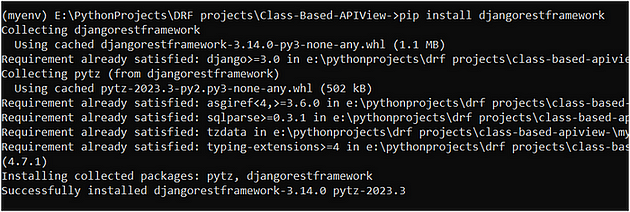 (myenv) E:\PythonProjects\DRF projects\Class-Based-APIView->pip install djangorestframework
Collecting djangorestframework
  Using cached djangorestframework-3.14.0-py3-none-any.whl (1.1 MB)
Requirement already satisfied: django>=3.0 in e:\pythonprojects\drf projects\class-based-apivie
Collecting pytz (from djangorestframework)
  Using cached pytz-2023.3-py2.py3-none-any.whl (502 kB)
Requirement already satisfied: asgiref<4,>=3.6.0 in e:\pythonprojects\drf projects\class-based-
Requirement already satisfied: sqlparse>=0.3.1 in e:\pythonprojects\drf projects\class-based-ap
Requirement already satisfied: tzdata in e:\pythonprojects\drf projects\class-based-apiview-\my
Requirement already satisfied: typing-extensions>=4 in e:\pythonprojects\drf projects\class-bas
(4.7.1)
Installing collected packages: pytz, djangorestframework
Successfully installed djangorestframework-3.14.0 pytz-2023.3